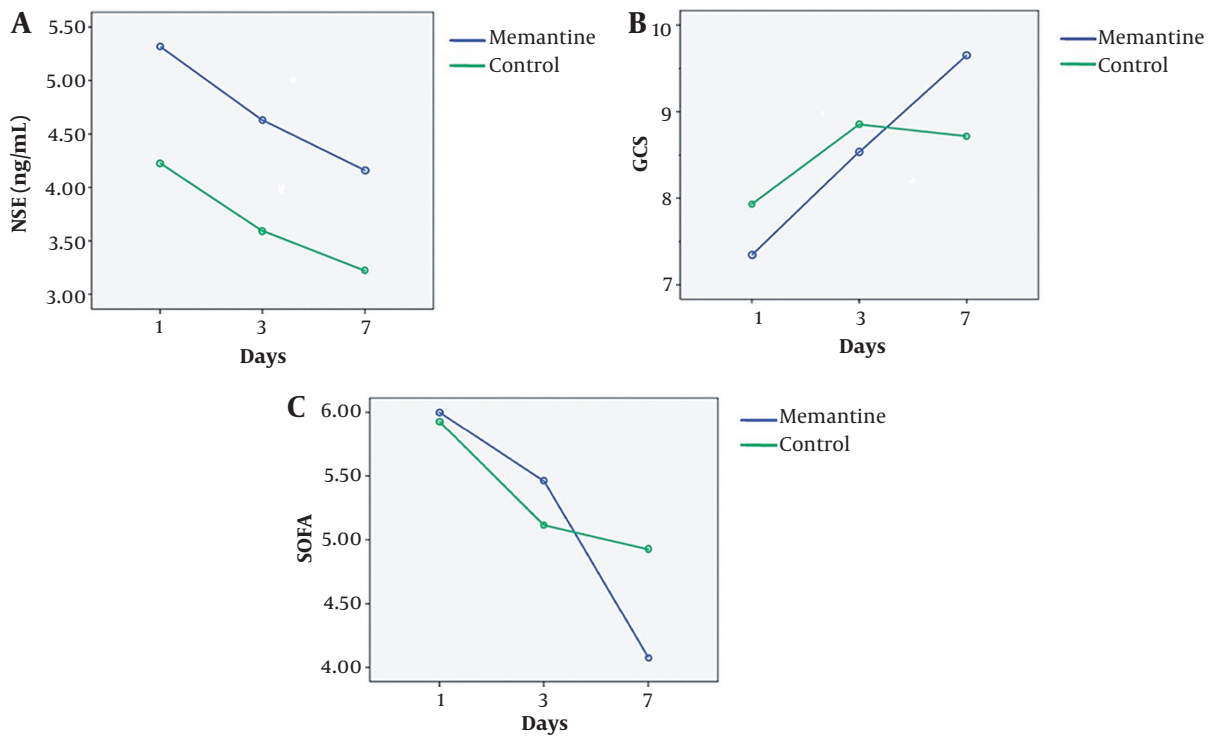 A
5.50
5.00
4.50
4.00
3.50
3.00
NSE (ng/mL)
1 3 7
Days
Memantine
Control
B
10
9
8
7
GCS
1 3 7
Days
Memantine
Control
C
6.00
5.50
5.00
4.50
4.00
SOFA
1 3 7
Days
Memantine
Control